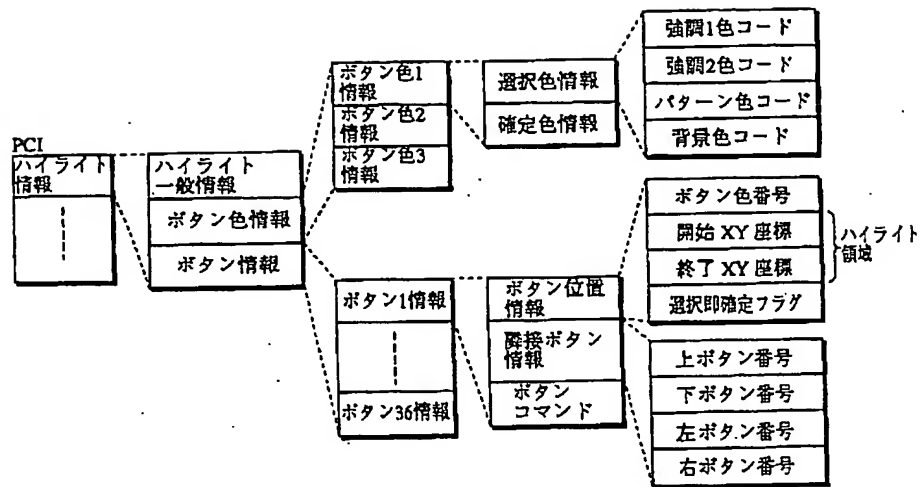 PCI
ハイライト
情報
ハイライト
一般情報
ボタン色情報
ボタン情報
ボタン色1
情報
ボタン色2
情報
ボタン色3
情報
選択色情報
確定色情報
強調1色コード
強調2色コード
パターン色コード
背景色コード
ボタン1情報
ボタン36情報
ボタン位置
情報
隣接ボタン
情報
ボタン
コマンド
ボタン色番号
開始 XY 座標
終了 XY 座標
選択即確定フラグ
ハイライト
領域
上ボタン番号
下ボタン番号
左ボタン番号
右ボタン番号